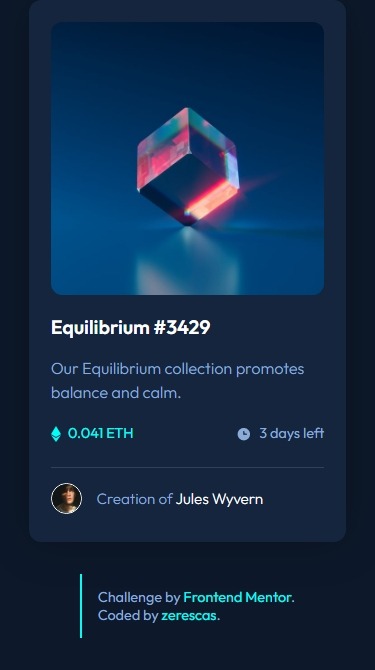 Equilibrium #3429
Our Equilibrium collection promotes
balance and calm.
0.041 ETH
3 days left
Creation of Jules Wyvern
Challenge by Frontend Mentor.
Coded by zerescas.